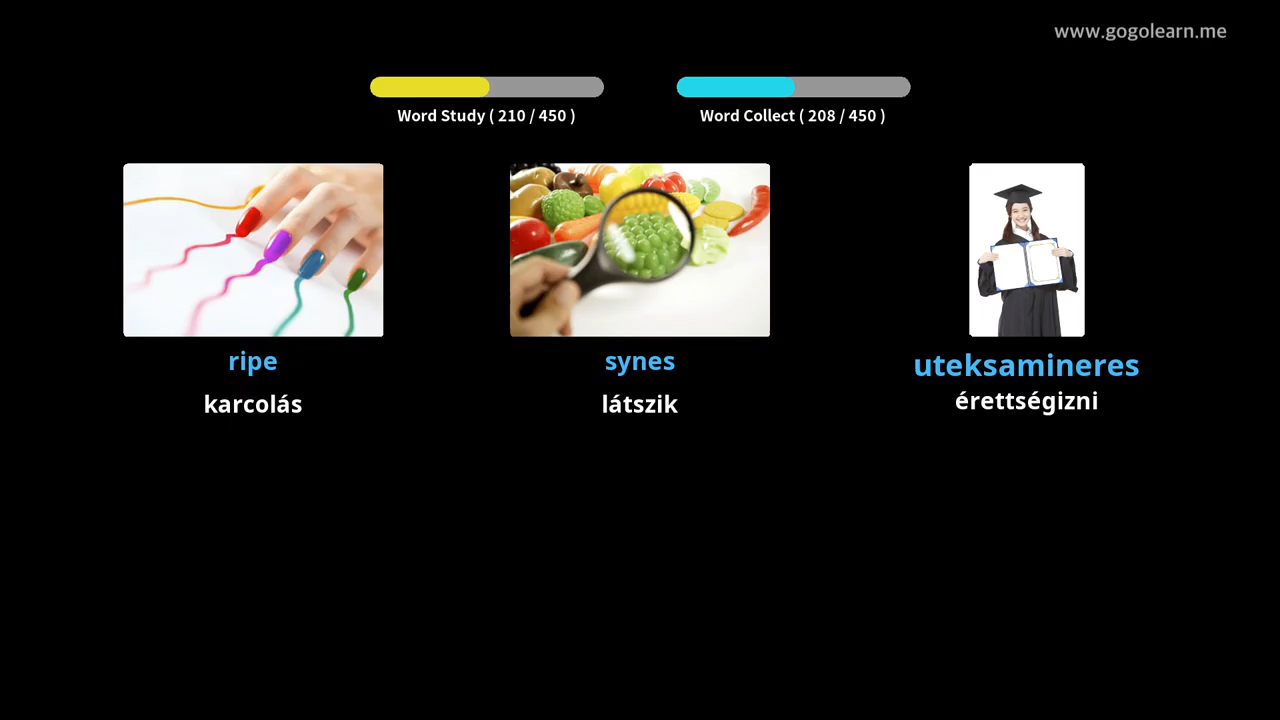 www.gogolearn.me
Word Study ( 210 / 450 )
Word Collect ( 208 / 450 )
ripe
karcolás
synes
látszik
uteksamineres
érettségizni